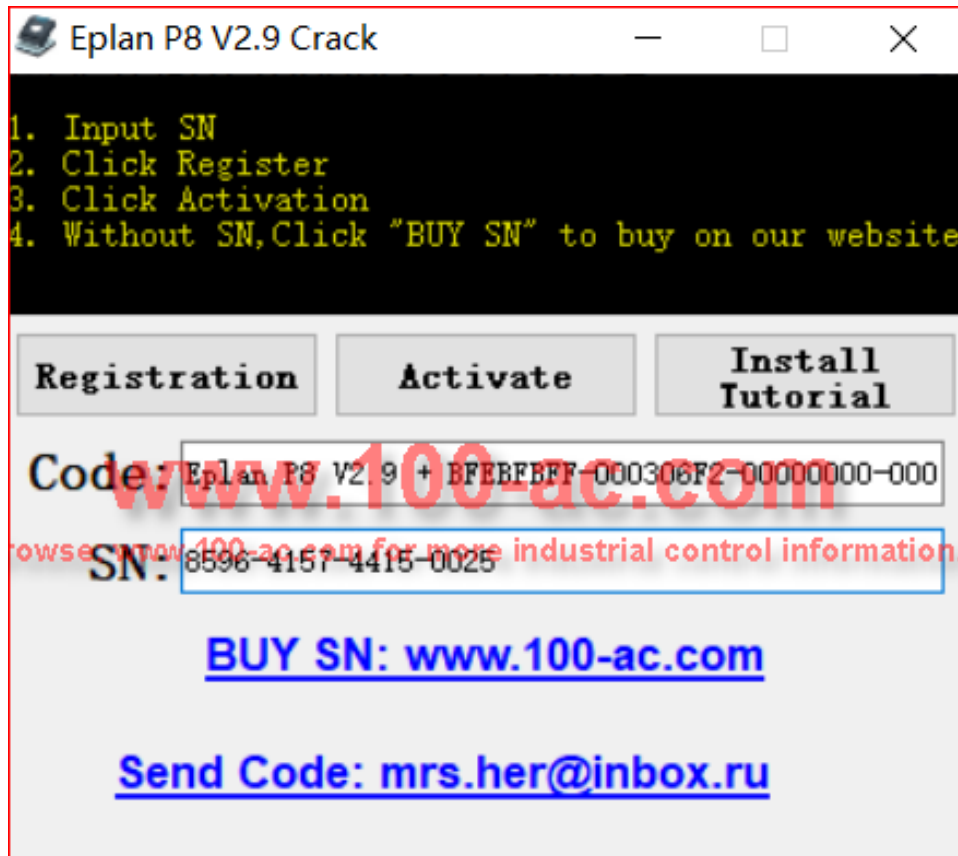 Eplan P8 V2.9 Crack
1. Input SN
2. Click Register
3. Click Activation
4. Without SN,Click "BUY SN" to buy on our website
Registration
Activate
Install
Tutorial
Code: Eplan P8 V2.9 + BFEBFBFF-000306F2-00000000-000
www.100-ac.com
rowse www.100-ac.com for more industrial control information
SN: 8596-4157-4415-0025
BUY SN: www.100-ac.com
Send Code: mrs.her@inbox.ru